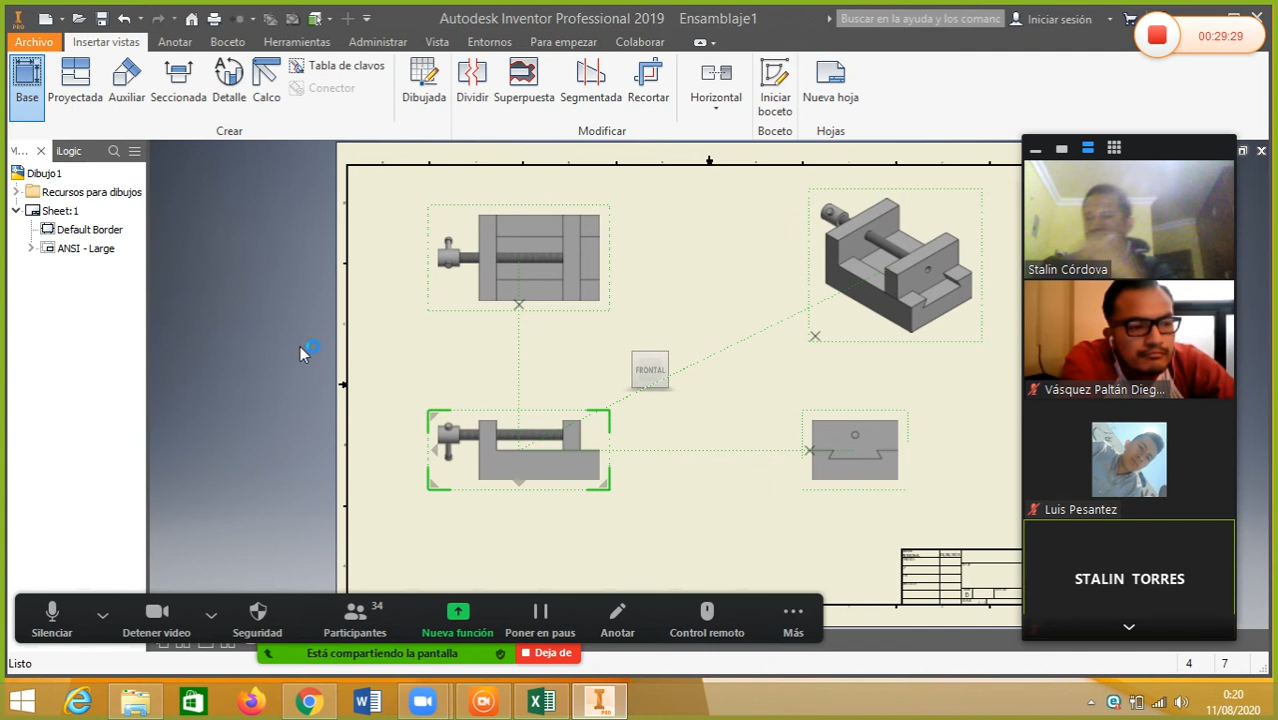 Autodesk Inventor Professional 2019 Ensamblaje1
Buscar en la ayuda y los comanc
Iniciar sesión
00:29:29
PRO
Archivo Insertar vistas Anotar Boceto Herramientas Administrar Vista Entornos Para empezar Colaborar
Base Proyectada Auxiliar Seccionada Detalle Calco
Tabla de clavos
Conector
Dibujada Dividir Superpuesta Segmentada Recortar Horizontal
Iniciar boceto
Nueva hoja
Crear Modificar Boceto Hojas
M... iLogic
Dibujo1
Recursos para dibujos
Sheet:1
Default Border
ANSI - Large
FRONTAL
Stalin Córdova
Vásquez Paltán Dieg...
Luis Pesantez
STALIN TORRES
34
Silenciar Detener video Seguridad Participantes Nueva función Poner en paus Anotar Control remoto Más
Está compartiendo la pantalla Deja de
Listo
4 7
PRO
0:20
11/08/2020